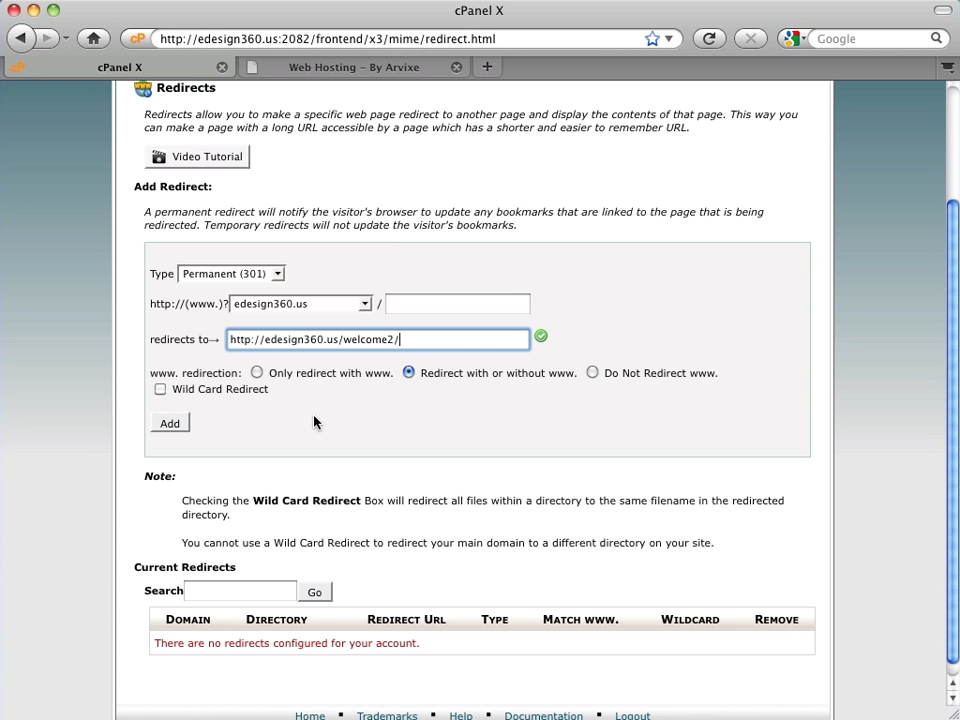 cPanel X
cP http://edesign360.us:2082/frontend/x3/mime/redirect.html Google
cP cPanel X Web Hosting – By Arvixe +
Redirects
Redirects allow you to make a specific web page redirect to another page and display the contents of that page. This way you
can make a page with a long URL accessible by a page which has a shorter and easier to remember URL.
Video Tutorial
Add Redirect:
A permanent redirect will notify the visitor's browser to update any bookmarks that are linked to the page that is being
redirected. Temporary redirects will not update the visitor's bookmarks.
Type Permanent (301)
http://(www.)? edesign360.us /
redirects to→ http://edesign360.us/welcome2/
www. redirection: Only redirect with www. Redirect with or without www. Do Not Redirect www.
Wild Card Redirect
Add
Note:
Checking the Wild Card Redirect Box will redirect all files within a directory to the same filename in the redirected
directory.
You cannot use a Wild Card Redirect to redirect your main domain to a different directory on your site.
Current Redirects
Search Go
DOMAIN DIRECTORY REDIRECT URL TYPE MATCH WWW. WILDCARD REMOVE
There are no redirects configured for your account.
Home ▪ Trademarks ▪ Help ▪ Documentation ▪ Logout